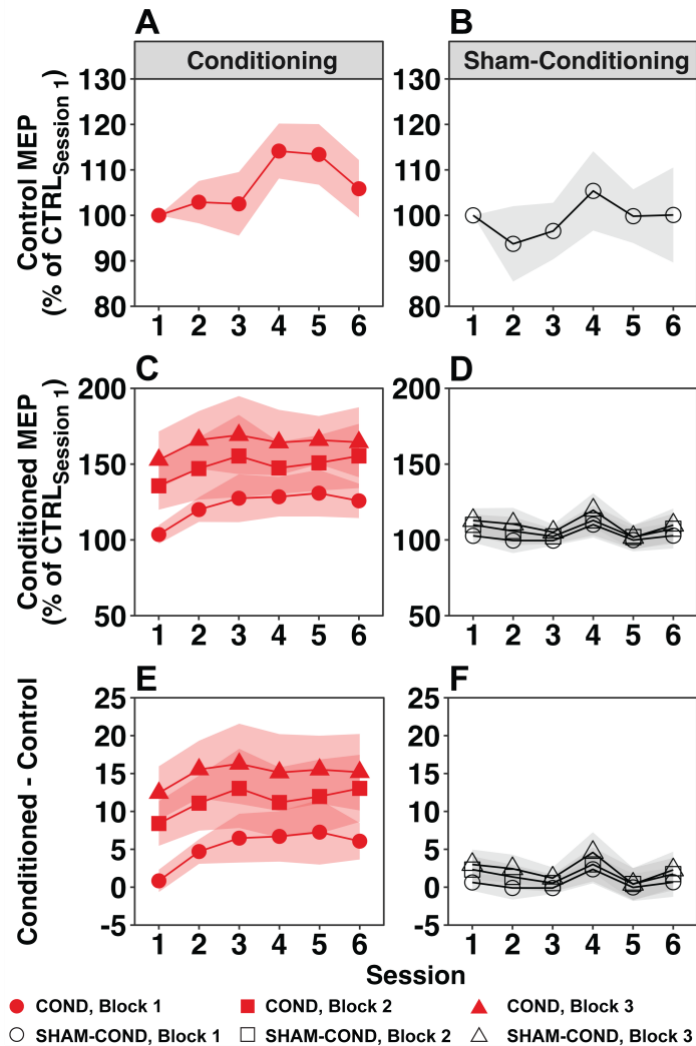 A
B
Conditioning
Sham-Conditioning
Control MEP
(% of CTRLSession 1)
130
120
110
100
90
80
1 2 3 4 5 6
130
120
110
100
90
80
1 2 3 4 5 6
C
D
Conditioned MEP
(% of CTRLSession 1)
200
150
100
50
1 2 3 4 5 6
200
150
100
50
1 2 3 4 5 6
E
F
Conditioned - Control
25
20
15
10
5
0
-5
1 2 3 4 5 6
25
20
15
10
5
0
-5
1 2 3 4 5 6
Session
COND, Block 1 COND, Block 2 COND, Block 3
SHAM-COND, Block 1 SHAM-COND, Block 2 SHAM-COND, Block 3